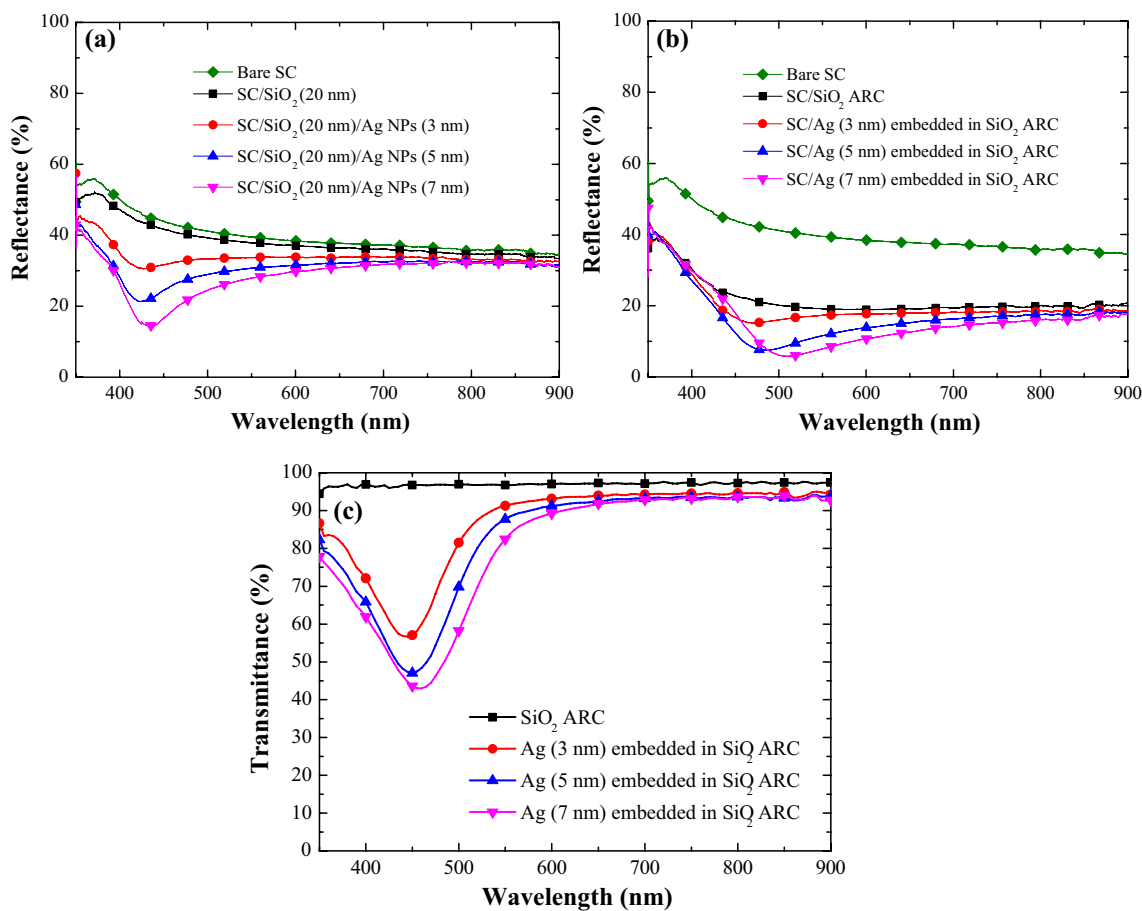 (a)
Bare SC
SC/SiO2 (20 nm)
SC/SiO2 (20 nm)/Ag NPs (3 nm)
SC/SiO2 (20 nm)/Ag NPs (5 nm)
SC/SiO2 (20 nm)/Ag NPs (7 nm)
Reflectance (%)
100
80
60
40
20
0
400
500
600
700
800
900
Wavelength (nm)
(b)
Bare SC
SC/SiO2 ARC
SC/Ag (3 nm) embedded in SiO2 ARC
SC/Ag (5 nm) embedded in SiO2 ARC
SC/Ag (7 nm) embedded in SiO2 ARC
Reflectance (%)
100
80
60
40
20
0
400
500
600
700
800
900
Wavelength (nm)
(c)
SiO2 ARC
Ag (3 nm) embedded in SiO2 ARC
Ag (5 nm) embedded in SiO2 ARC
Ag (7 nm) embedded in SiO2 ARC
Transmittance (%)
100
90
80
70
60
50
40
30
20
10
0
400
500
600
700
800
900
Wavelength (nm)